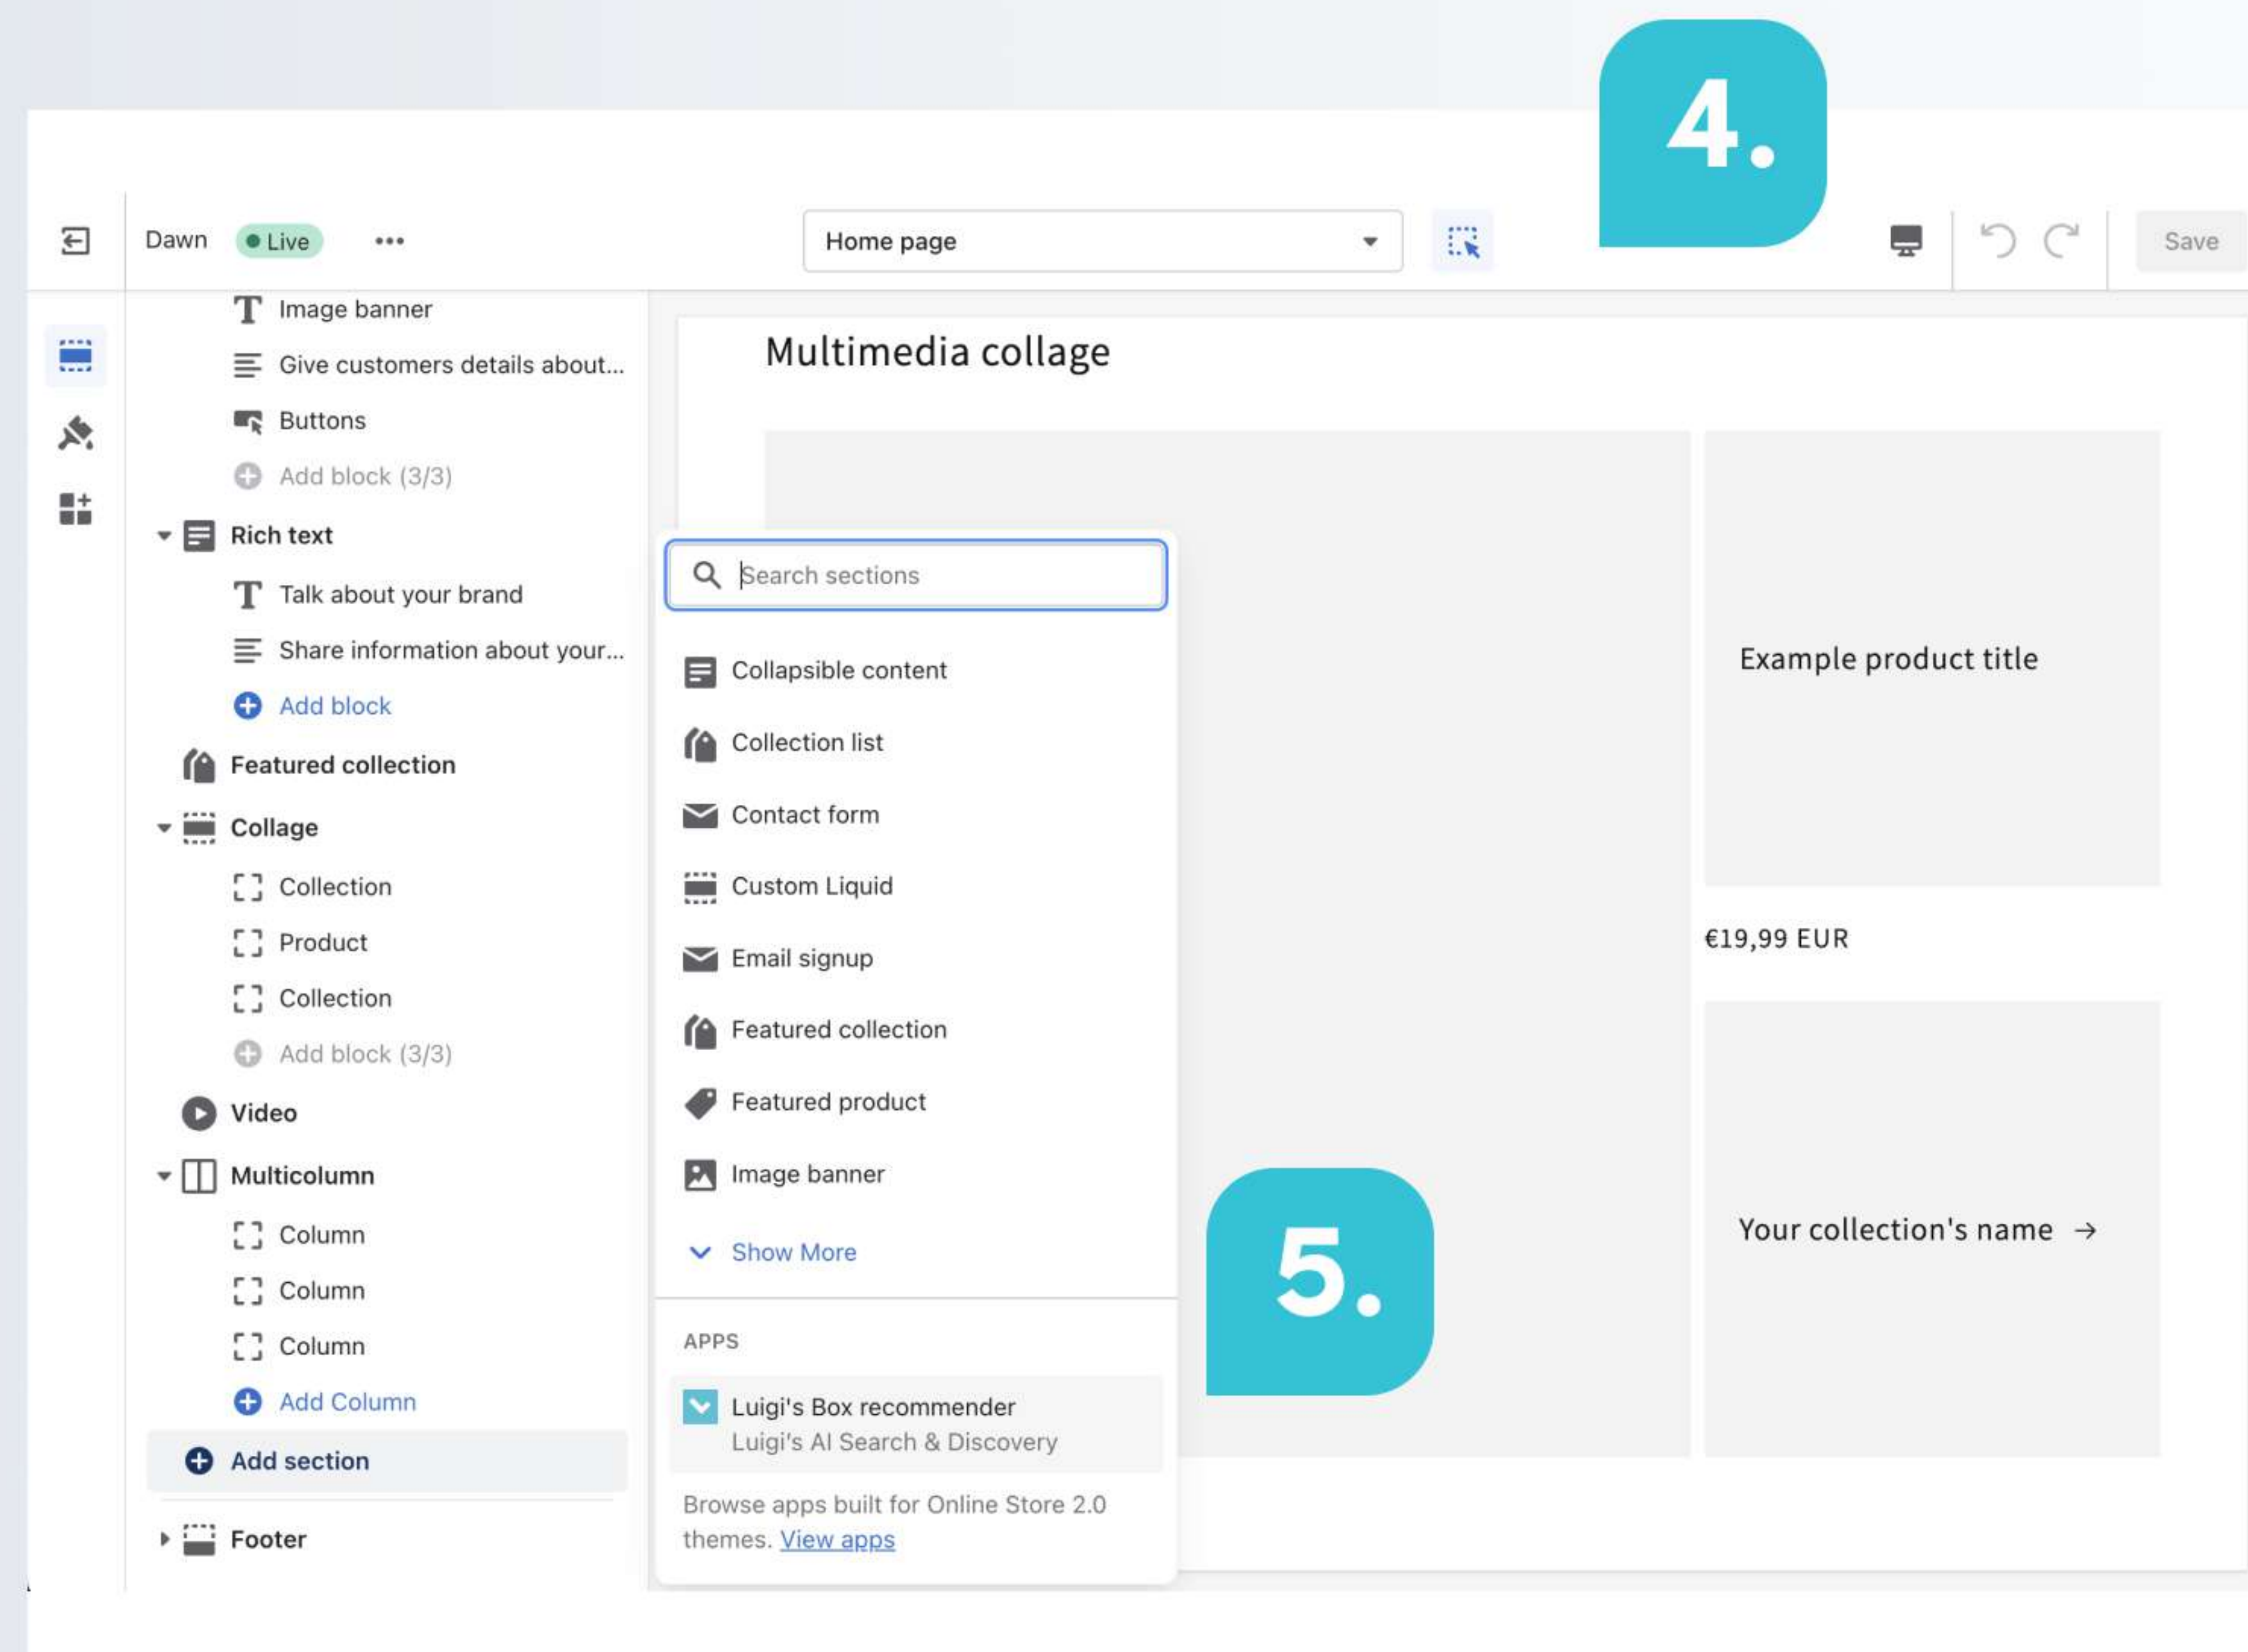 4.
Dawn
Live
Home page
Save
Image banner
Give customers details about...
Buttons
Add block (3/3)
Rich text
Talk about your brand
Share information about your...
Add block
Featured collection
Collage
Collection
Product
Collection
Add block (3/3)
Video
Multicolumn
Column
Column
Column
Add Column
Add section
Footer
Search sections
Collapsible content
Collection list
Contact form
Custom Liquid
Email signup
Featured collection
Featured product
Image banner
Show More
APPS
Luigi's Box recommender
Luigi's AI Search & Discovery
Browse apps built for Online Store 2.0
themes. View apps
5.
Multimedia collage
Example product title
€19,99 EUR
Your collection's name →